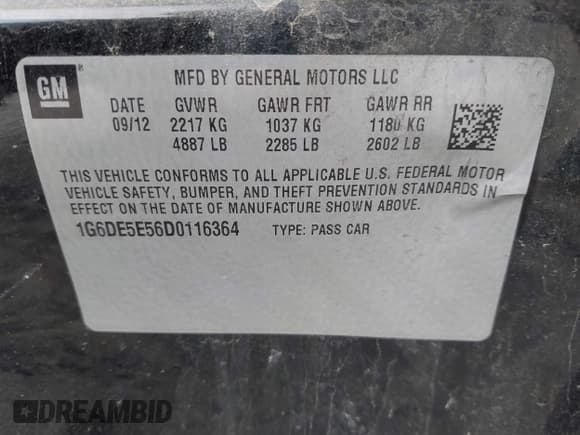 GM ®
MFD BY GENERAL MOTORS LLC
DATE GVWR GAWR FRT GAWR RR
09/12 2217 KG 1037 KG 1180 KG
4887 LB 2285 LB 2602 LB
THIS VEHICLE CONFORMS TO ALL APPLICABLE U.S. FEDERAL MOTOR
VEHICLE SAFETY, BUMPER, AND THEFT PREVENTION STANDARDS IN
EFFECT ON THE DATE OF MANUFACTURE SHOWN ABOVE.
1G6DE5E56D0116364 TYPE: PASS CAR
DREAMBID